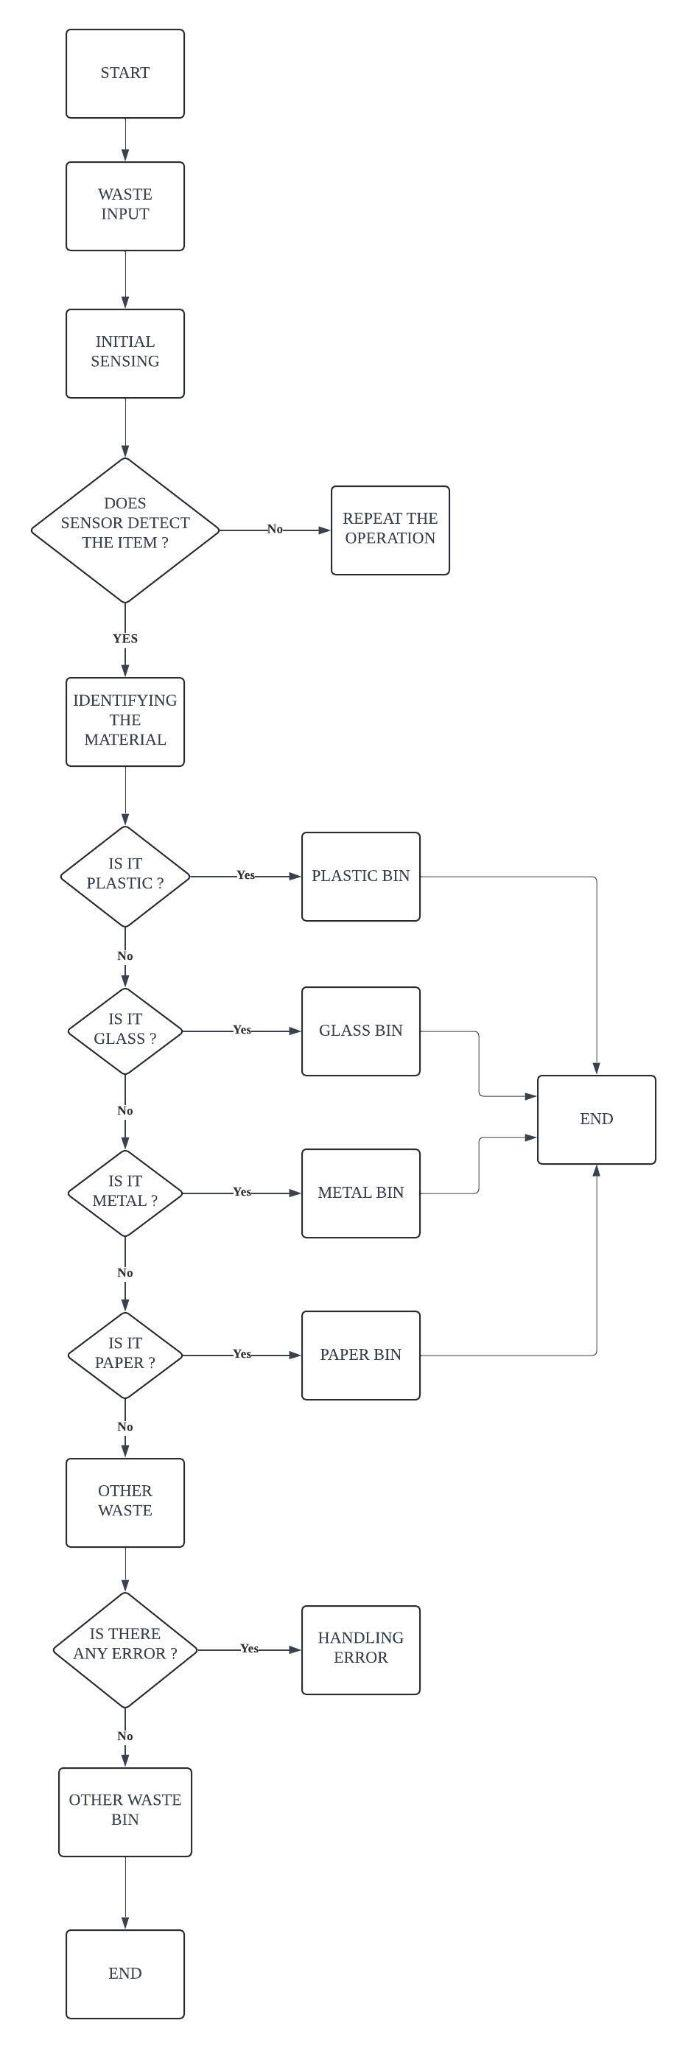 START
WASTE
INPUT
INITIAL
SENSING
DOES
SENSOR DETECT
THE ITEM ?
No
REPEAT THE
OPERATION
YES
IDENTIFYING
THE
MATERIAL
IS IT
PLASTIC ?
Yes
PLASTIC BIN
No
IS IT
GLASS ?
Yes
GLASS BIN
END
No
IS IT
METAL ?
Yes
METAL BIN
No
IS IT
PAPER ?
Yes
PAPER BIN
No
OTHER
WASTE
IS THERE
ANY ERROR ?
Yes
HANDLING
ERROR
No
OTHER WASTE
BIN
END